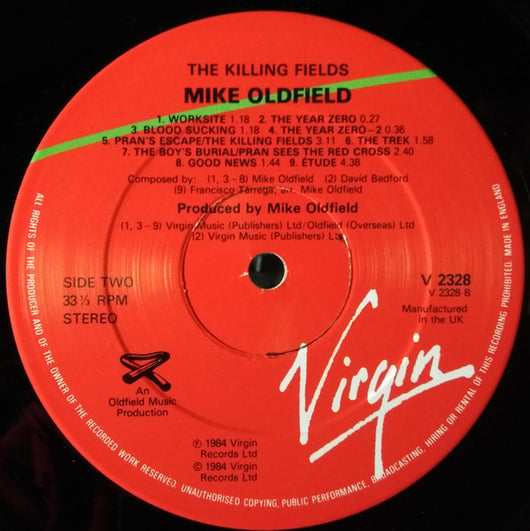 THE KILLING FIELDS
MIKE OLDFIELD
1. WORKSITE 1.18 2. THE YEAR ZERO 0.27
3. BLOOD SUCKING 1.18 4. THE YEAR ZERO–2 0.36
5. PRAN'S ESCAPE/THE KILLING FIELDS 3.11 6. THE TREK 1.58
7. THE BOY'S BURIAL/PRAN SEES THE RED CROSS 2.40
8. GOOD NEWS 1.44 9. ÉTUDE 4.38
Composed by: (1, 3–8) Mike Oldfield (2) David Bedford
(9) Francisco Tárrega, arr. Mike Oldfield
Produced by Mike Oldfield
(1, 3–9) Virgin Music (Publishers) Ltd/Oldfield (Overseas) Ltd
(2) Virgin Music (Publishers) Ltd
SIDE TWO
33⅓ RPM
STEREO
V 2328
V 2328 B
Manufactured
in the UK
An
Oldfield Music
Production
Virgin
℗ 1984 Virgin
Records Ltd
© 1984 Virgin
Records Ltd
ALL RIGHTS OF THE PRODUCER AND OF THE OWNER OF THE RECORDED WORK RESERVED. UNAUTHORISED COPYING, PUBLIC PERFORMANCE, BROADCASTING, HIRING OR RENTAL OF THIS RECORDING PROHIBITED. MADE IN ENGLAND.